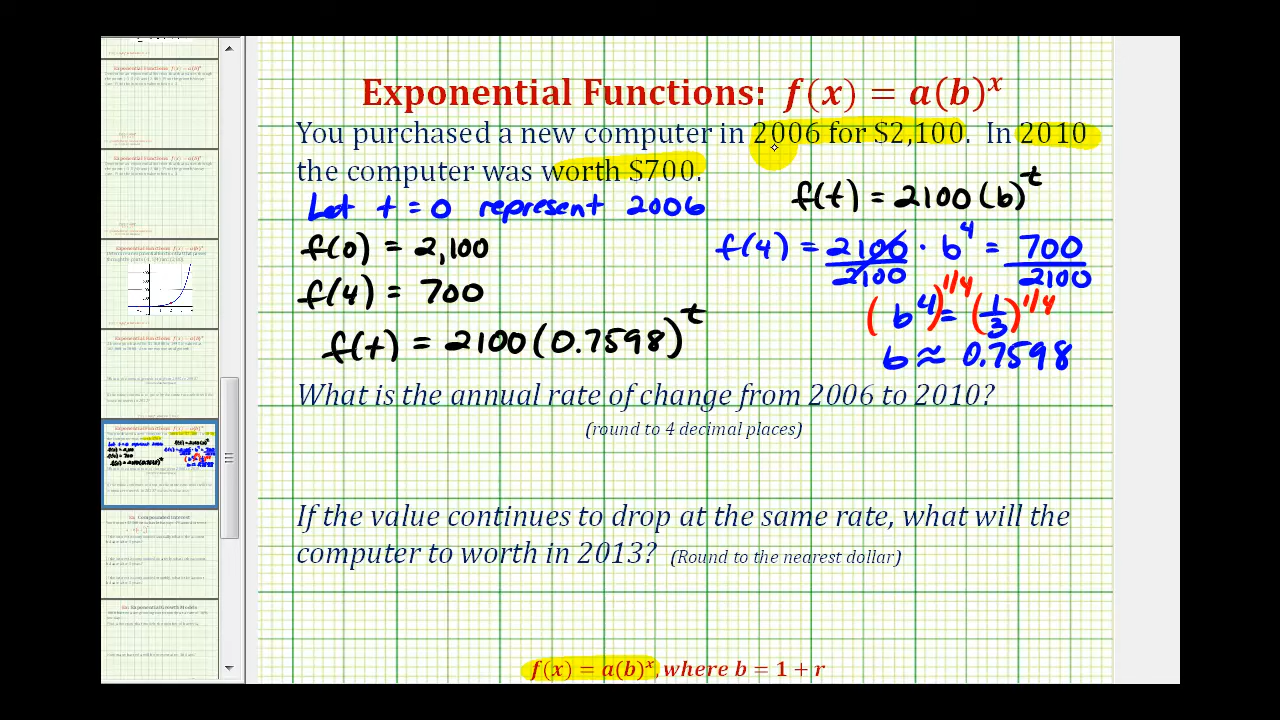 Exponential Functions: f(x) = a(b)^x
You purchased a new computer in 2006 for $2,100. In 2010
the computer was worth $700.
Let t = 0 represent 2006
f(0) = 2,100
f(4) = 700
f(t) = 2100(0.7598)^t
f(t) = 2100(b)^t
f(4) = 2100/2100 · b^4 = 700/2100
(b^4)^1/4 = (1/3)^1/4
b ≈ 0.7598
What is the annual rate of change from 2006 to 2010?
(round to 4 decimal places)
If the value continues to drop at the same rate, what will the
computer to worth in 2013? (Round to the nearest dollar)
f(x) = a(b)^x, where b = 1 + r